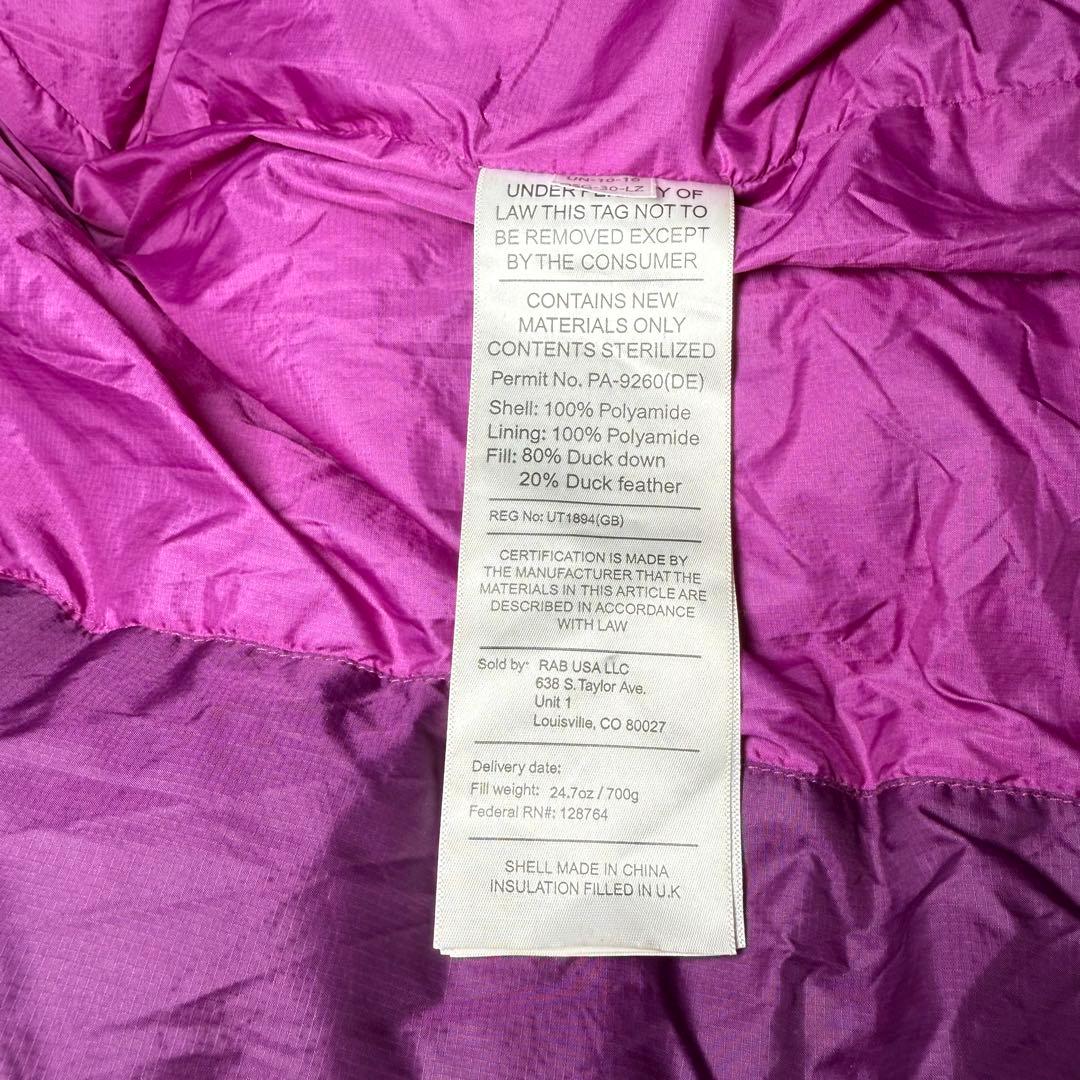 UNDER PENALTY OF
LAW THIS TAG NOT TO
BE REMOVED EXCEPT
BY THE CONSUMER
CONTAINS NEW
MATERIALS ONLY
CONTENTS STERILIZED
Permit No. PA-9260(DE)
Shell: 100% Polyamide
Lining: 100% Polyamide
Fill: 80% Duck down
20% Duck feather
REG No: UT1894(GB)
CERTIFICATION IS MADE BY
THE MANUFACTURER THAT THE
MATERIALS IN THIS ARTICLE ARE
DESCRIBED IN ACCORDANCE
WITH LAW
Sold by: RAB USA LLC
638 S. Taylor Ave.
Unit 1
Louisville, CO 80027
Delivery date:
Fill weight: 24.7oz / 700g
Federal RN#: 128764
SHELL MADE IN CHINA
INSULATION FILLED IN U.K